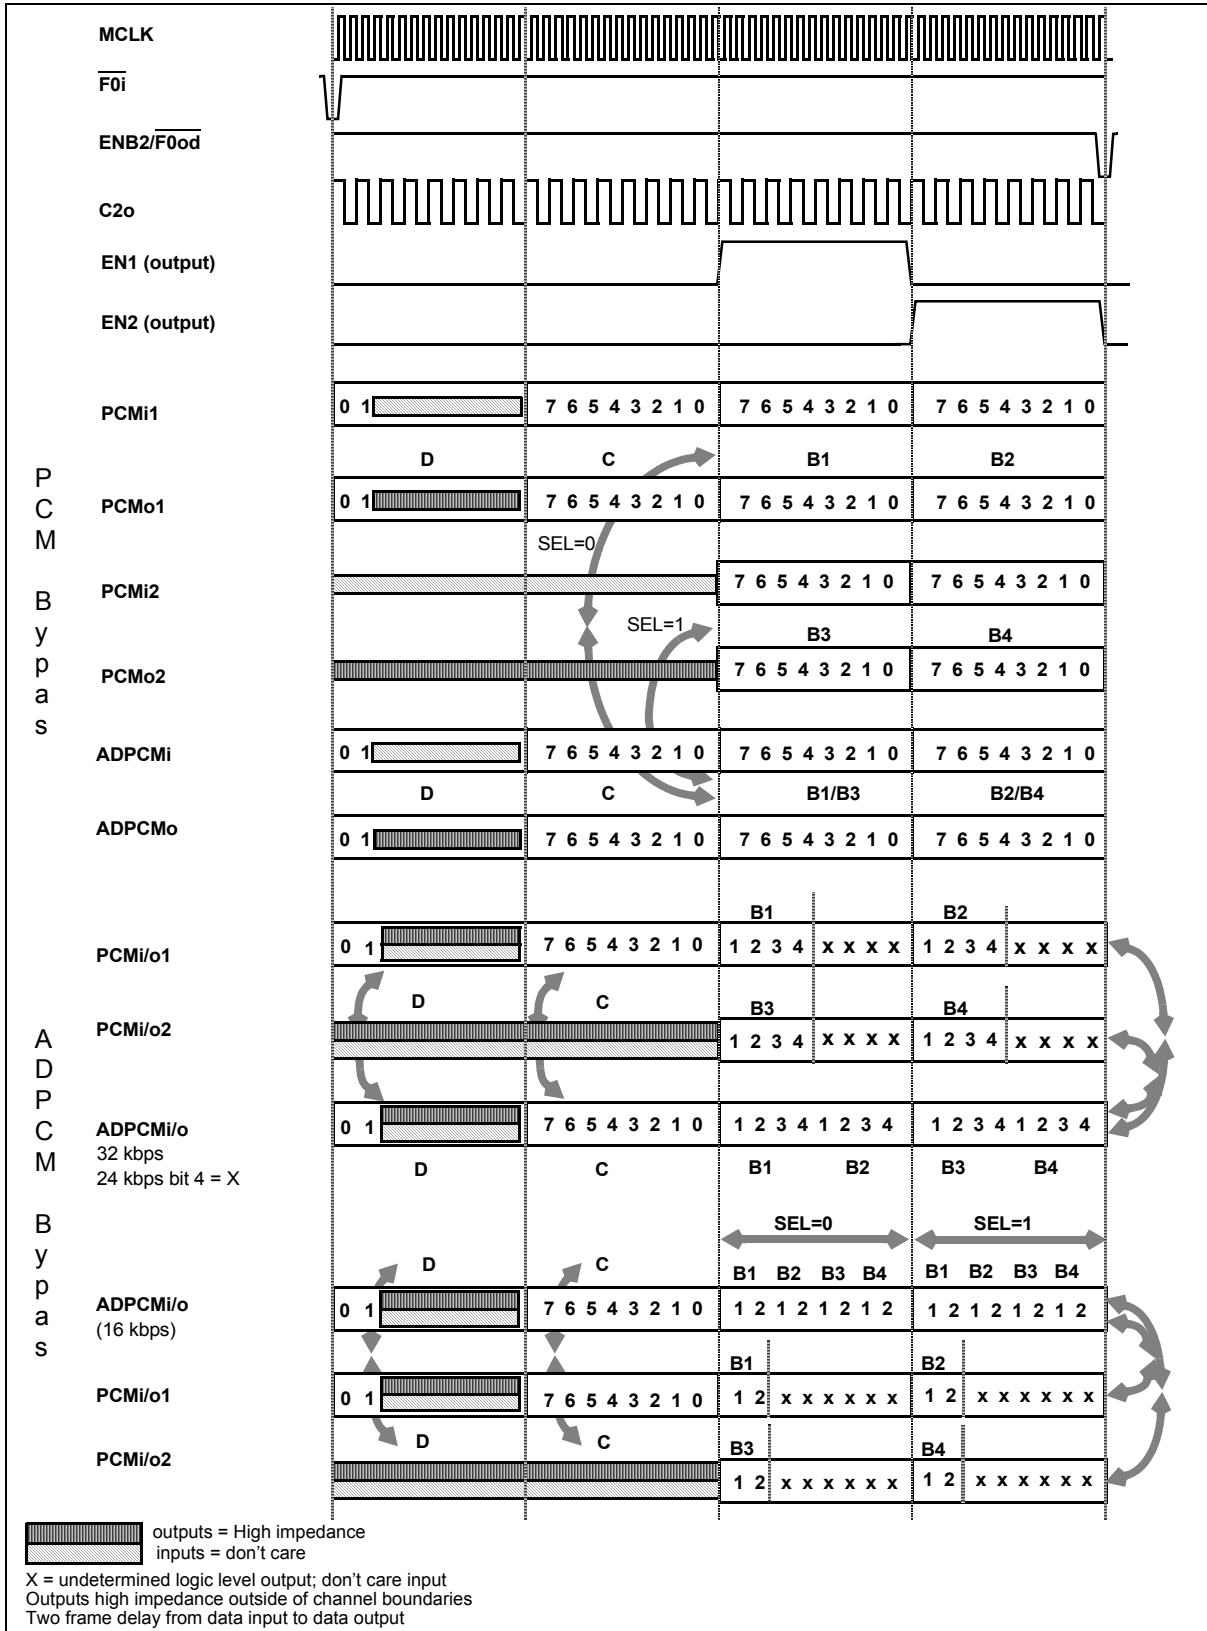 MCLK
F0i
ENB2/F0od
C2o
EN1 (output)
EN2 (output)
PCM Bypas
PCMi1
0 1
7 6 5 4 3 2 1 0
7 6 5 4 3 2 1 0
7 6 5 4 3 2 1 0
D
C
B1
B2
PCMo1
0 1
7 6 5 4 3 2 1 0
7 6 5 4 3 2 1 0
7 6 5 4 3 2 1 0
SEL=0
PCMi2
7 6 5 4 3 2 1 0
7 6 5 4 3 2 1 0
SEL=1
B3
B4
PCMo2
7 6 5 4 3 2 1 0
7 6 5 4 3 2 1 0
ADPCMi
0 1
7 6 5 4 3 2 1 0
7 6 5 4 3 2 1 0
7 6 5 4 3 2 1 0
D
C
B1/B3
B2/B4
ADPCMo
0 1
7 6 5 4 3 2 1 0
7 6 5 4 3 2 1 0
7 6 5 4 3 2 1 0
ADPCM Bypas
B1
B2
PCMi/o1
0 1
7 6 5 4 3 2 1 0
1 2 3 4 x x x x
1 2 3 4 x x x x
D
C
B3
B4
PCMi/o2
1 2 3 4 x x x x
1 2 3 4 x x x x
ADPCMi/o
32 kbps
24 kbps bit 4 = X
0 1
7 6 5 4 3 2 1 0
1 2 3 4 1 2 3 4
1 2 3 4 1 2 3 4
D
C
B1
B2
B3
B4
SEL=0
SEL=1
D
C
B1 B2 B3 B4
B1 B2 B3 B4
ADPCMi/o
(16 kbps)
0 1
7 6 5 4 3 2 1 0
1 2 1 2 1 2 1 2
1 2 1 2 1 2 1 2
B1
B2
PCMi/o1
0 1
7 6 5 4 3 2 1 0
1 2 x x x x x x
1 2 x x x x x x
D
C
B3
B4
PCMi/o2
1 2 x x x x x x
1 2 x x x x x x
outputs = High impedance
inputs = don't care
X = undetermined logic level output; don't care input
Outputs high impedance outside of channel boundaries
Two frame delay from data input to data output